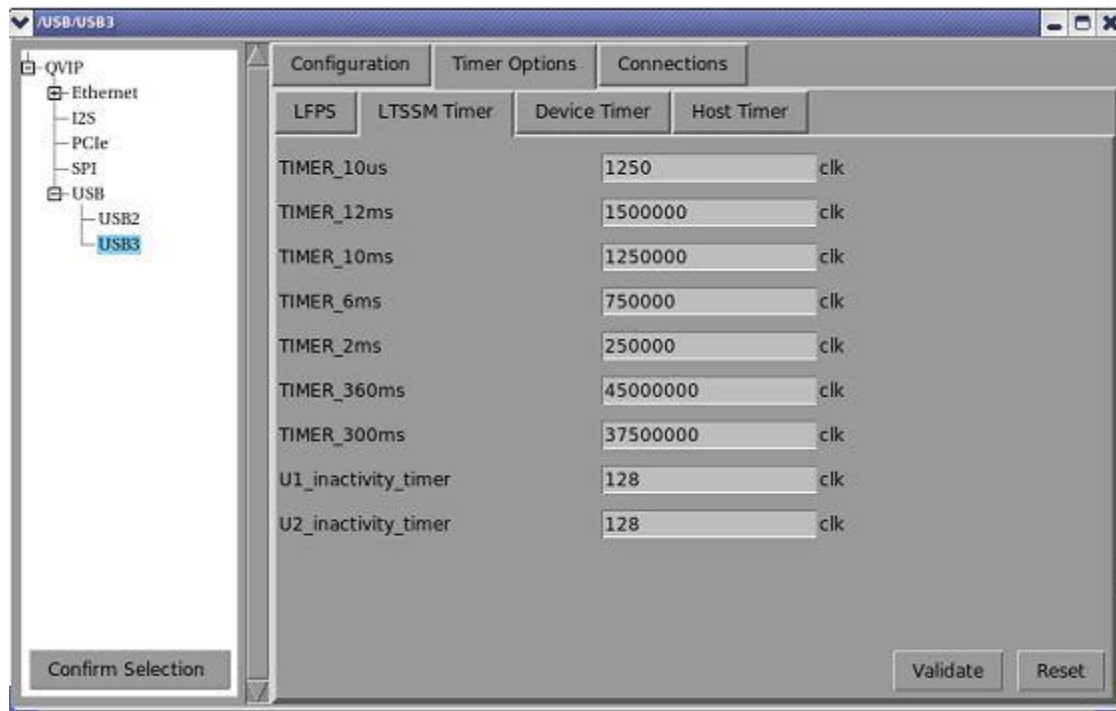 /USB/USB3
QVIP
Ethernet
I2S
PCIe
SPI
USB
USB2
USB3
Confirm Selection
Configuration Timer Options Connections
LFPS LTSSM Timer Device Timer Host Timer
TIMER_10us 1250 clk
TIMER_12ms 1500000 clk
TIMER_10ms 1250000 clk
TIMER_6ms 750000 clk
TIMER_2ms 250000 clk
TIMER_360ms 45000000 clk
TIMER_300ms 37500000 clk
U1_inactivity_timer 128 clk
U2_inactivity_timer 128 clk
Validate Reset